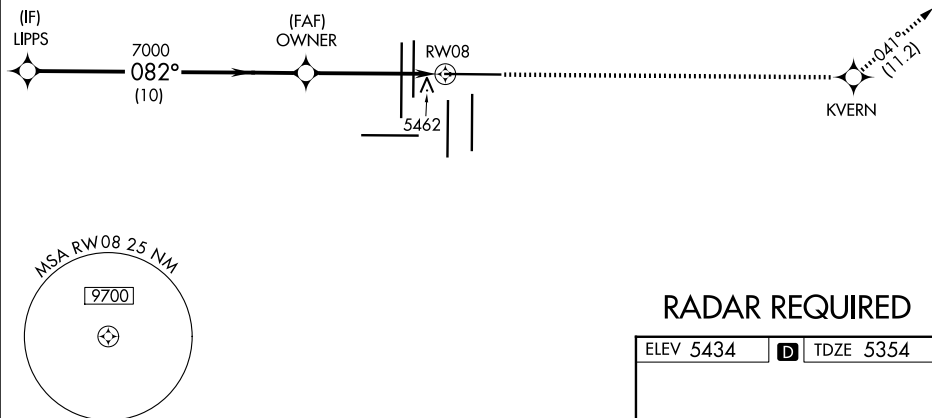 (IF)
LIPPS
7000
082°
(10)
(FAF)
OWNER
RW08
5462
KVERN
041°
(11.2)
MSA RW08 25 NM
9700
RADAR REQUIRED
ELEV 5434 D TDZE 5354